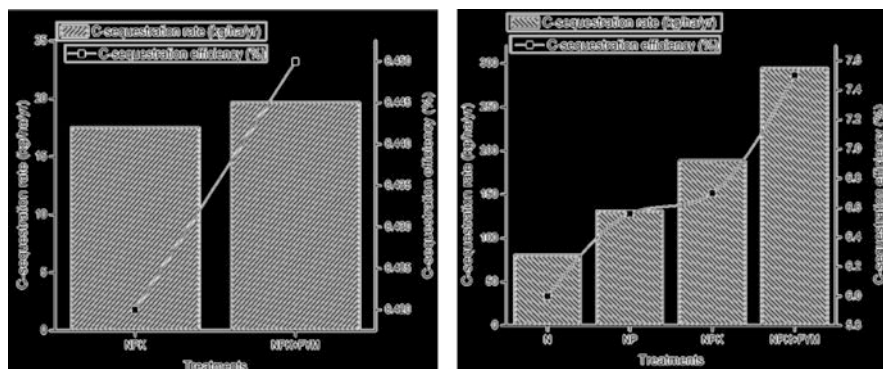 C-sequestration rate (kg/ha/yr)
C-sequestration efficiency (%)
C-sequestration rate (kg/ha/yr)
25
20
15
10
5
0
0.450
0.445
0.440
0.435
0.430
0.425
0.420
C-sequestration efficiency (%)
NPK
NPK+FYM
Treatments
C-sequestration rate (kg/ha/yr)
C-sequestration efficiency (%)
C-sequestration rate (kg/ha/yr)
300
250
200
150
100
50
0
7.6
7.4
7.2
7.0
6.8
6.6
6.4
6.2
6.0
5.8
C-sequestration efficiency (%)
N
NP
NPK
NPK+FYM
Treatments